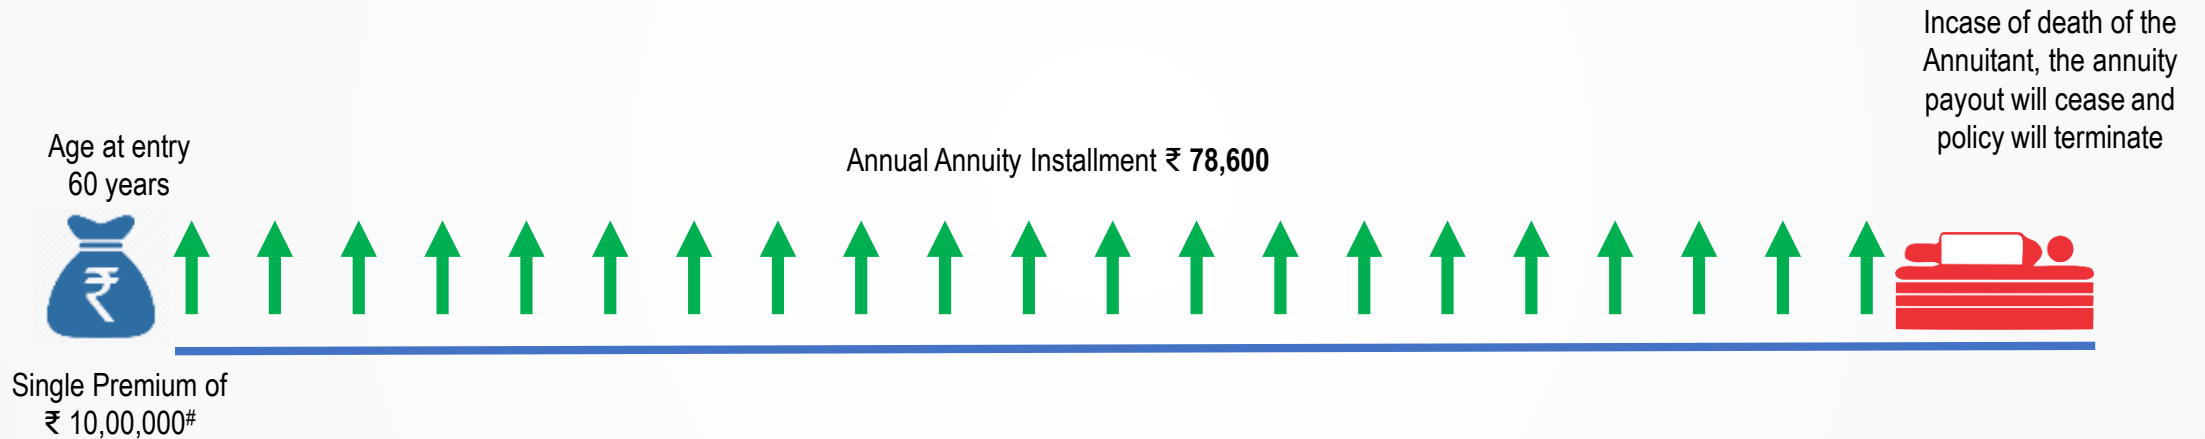 Age at entry
60 years
₹
Single Premium of
₹ 10,00,000#
Annual Annuity Installment ₹ 78,600
Incase of death of the
Annuitant, the annuity
payout will cease and
policy will terminate